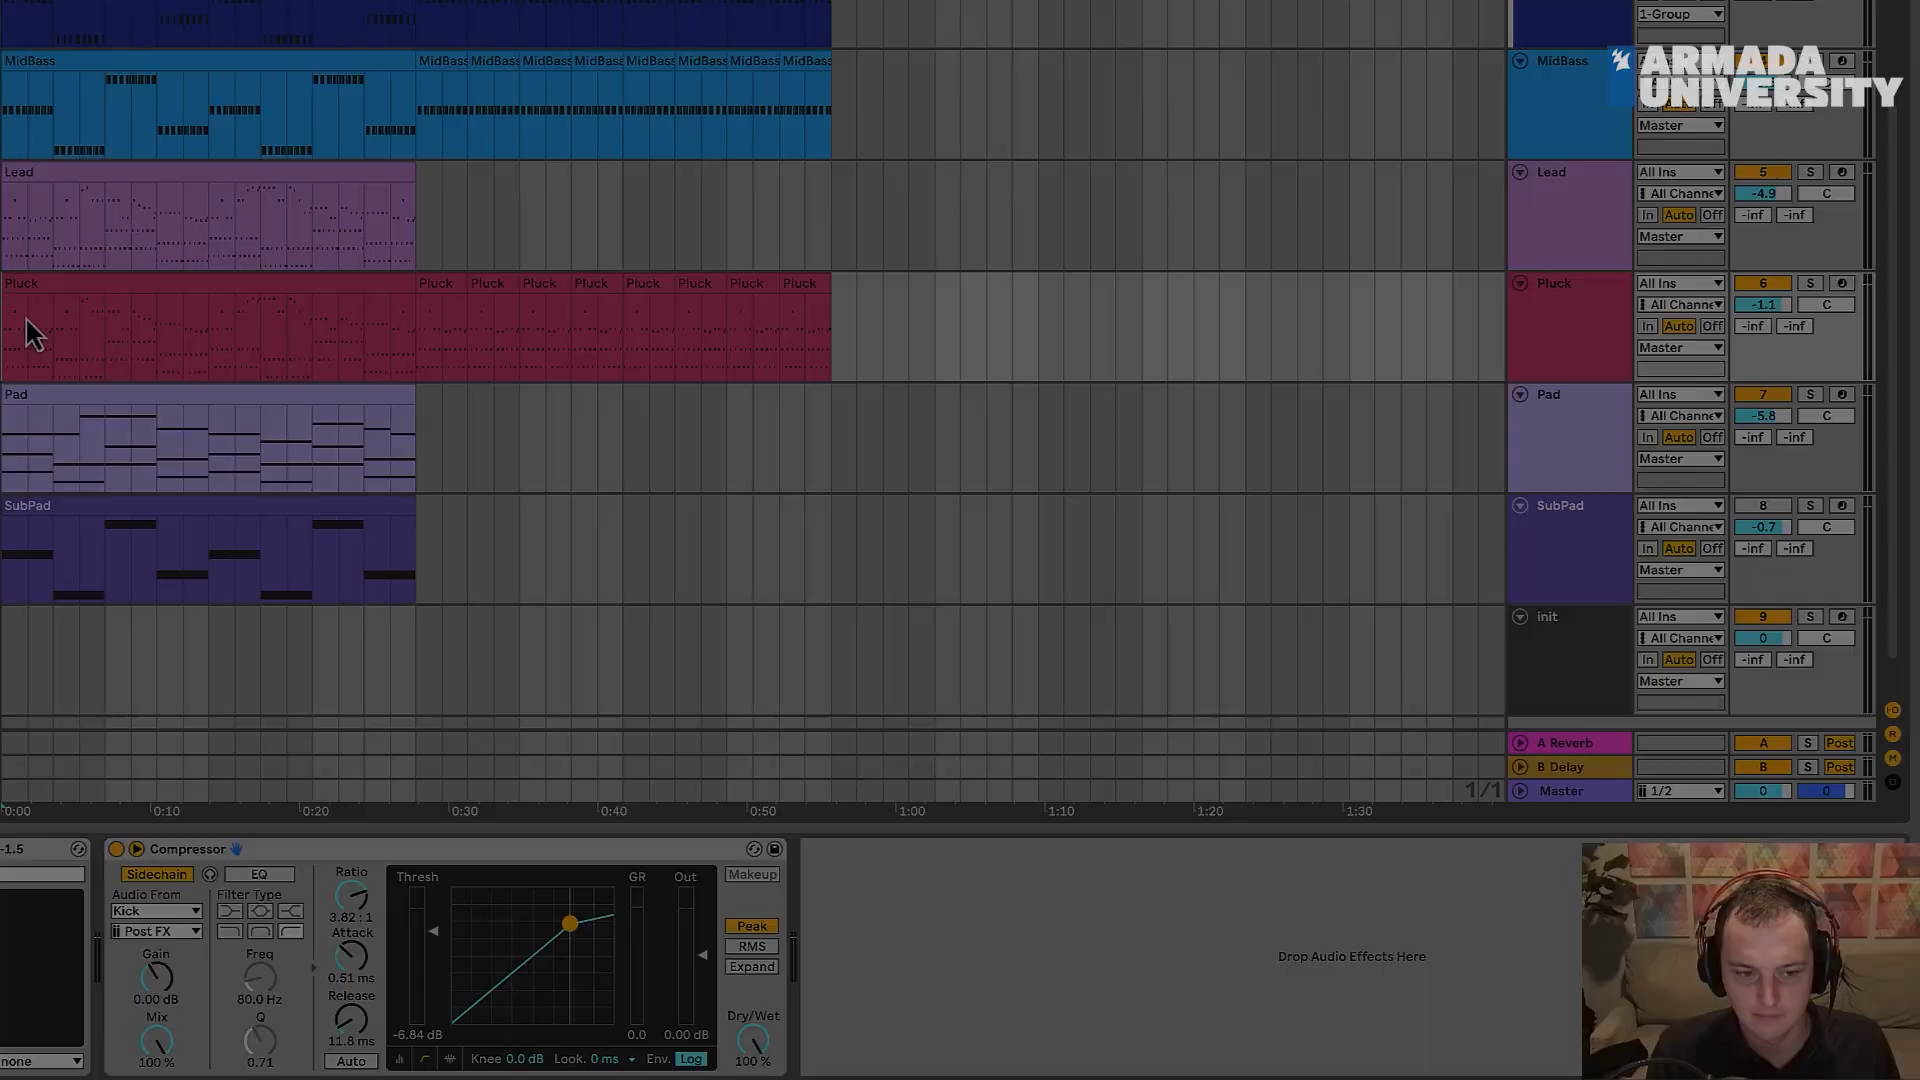 1-Group
ARMADA
UNIVERSITY
MidBass MidBass MidBass MidBass MidBass MidBass MidBass MidBass MidBass
MidBass
Master
Lead
Lead All Ins 5 S
All Channe -4.9 C
In Auto Off -inf -inf
Master
Pluck Pluck Pluck Pluck Pluck Pluck Pluck Pluck Pluck
Pluck All Ins 6 S
All Channe -1.1 C
In Auto Off -inf -inf
Master
Pad
Pad All Ins 7 S
All Channe -5.8 C
In Auto Off -inf -inf
Master
SubPad
SubPad All Ins 8 S
All Channe -0.7 C
In Auto Off -inf -inf
Master
init All Ins 9 S
All Channe 0 C
In Auto Off -inf -inf
Master
A Reverb A S Post
B Delay B S Post
1/1 Master 1/2 0 0
0:00 0:10 0:20 0:30 0:40 0:50 1:00 1:10 1:20 1:30
IO
R
M
D
-1.5 Compressor
Sidechain EQ Ratio Thresh GR Out Makeup
Audio From Filter Type
Kick 3.82 : 1
Post FX Attack Peak
RMS
Gain Freq 0.51 ms Expand
0.00 dB 80.0 Hz Release
Mix Q 11.8 ms Dry/Wet
-6.84 dB 0.0 0.00 dB
none 100 % 0.71 Auto Knee 0.0 dB Look. 0 ms Env. Log 100 %
Drop Audio Effects Here